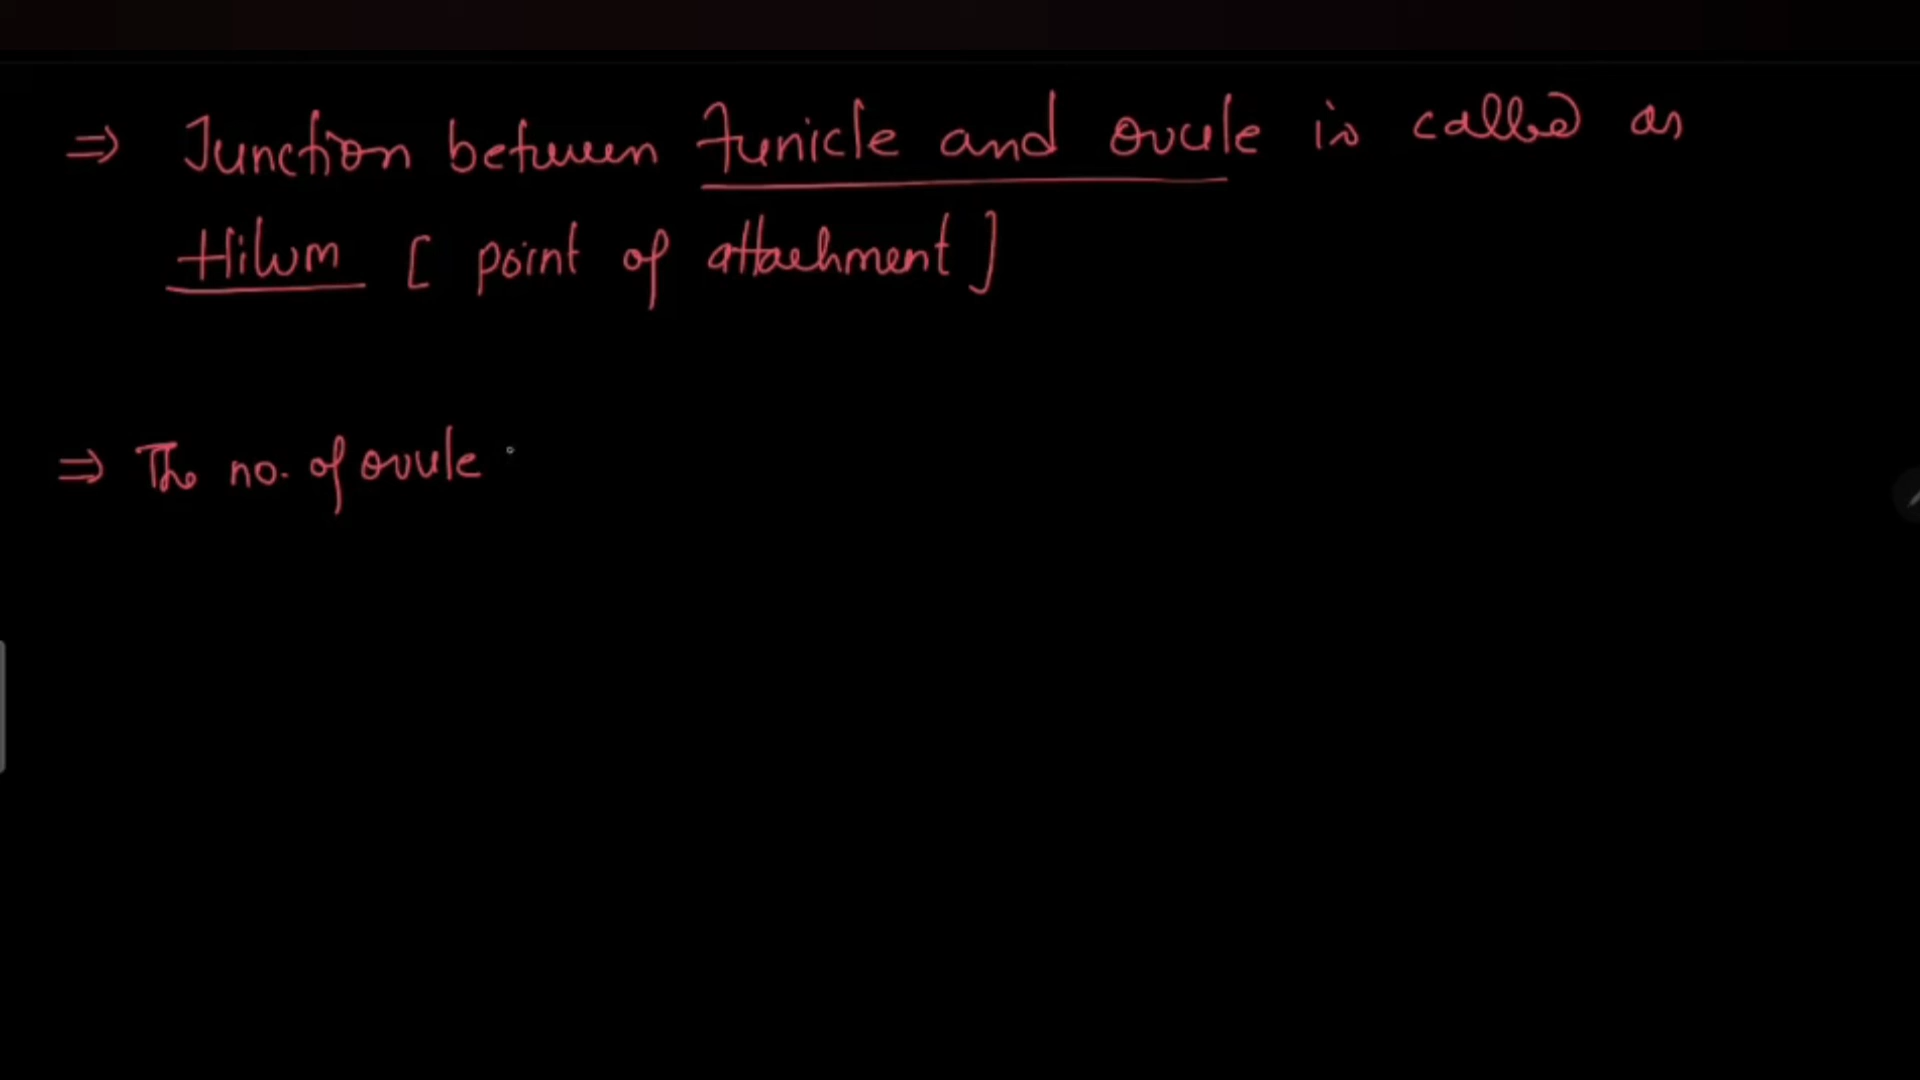 ⇒ Junction between funicle and ovule is called as
Hilum [ point of attachment ]
⇒ The no. of ovule